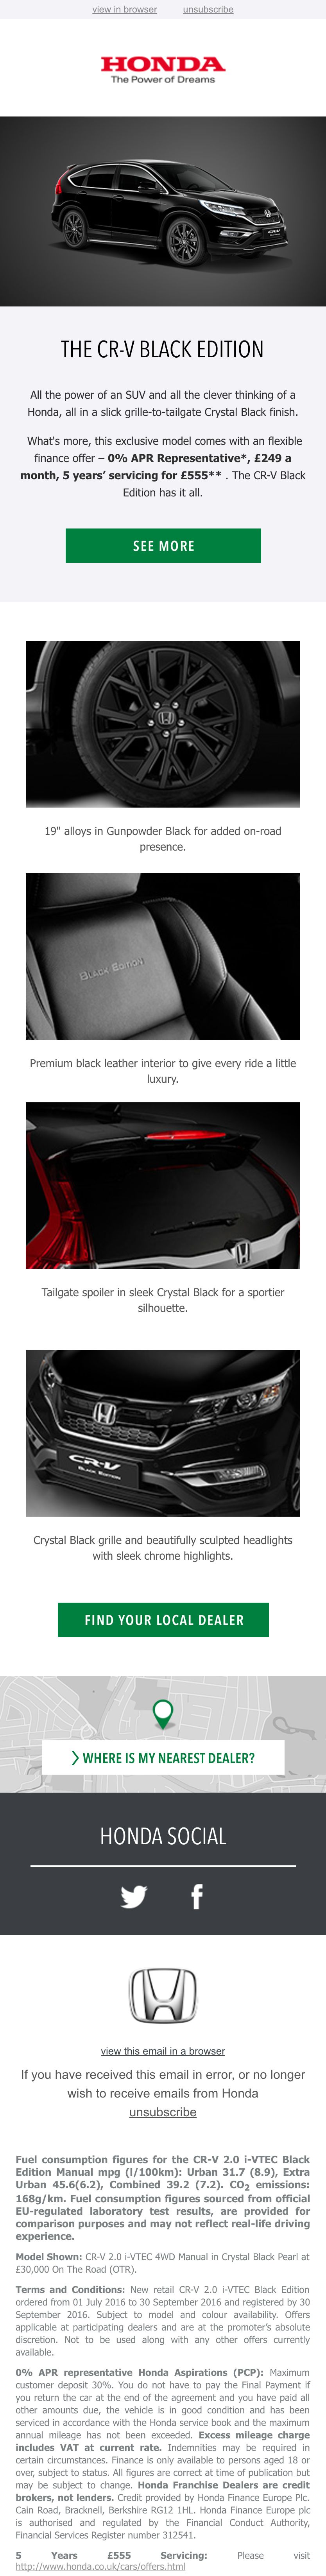 view in browser unsubscribe
HONDA
The Power of Dreams
THE CR-V BLACK EDITION
All the power of an SUV and all the clever thinking of a
Honda, all in a slick grille-to-tailgate Crystal Black finish.
What's more, this exclusive model comes with an flexible
finance offer – 0% APR Representative*, £249 a
month, 5 years' servicing for £555** . The CR-V Black
Edition has it all.
SEE MORE
19" alloys in Gunpowder Black for added on-road
presence.
BLACK EDITION
Premium black leather interior to give every ride a little
luxury.
Tailgate spoiler in sleek Crystal Black for a sportier
silhouette.
CR-V
BLACK EDITION
Crystal Black grille and beautifully sculpted headlights
with sleek chrome highlights.
FIND YOUR LOCAL DEALER
WHERE IS MY NEAREST DEALER?
HONDA SOCIAL
view this email in a browser
If you have received this email in error, or no longer
wish to receive emails from Honda
unsubscribe
Fuel consumption figures for the CR-V 2.0 i-VTEC Black
Edition Manual mpg (l/100km): Urban 31.7 (8.9), Extra
Urban 45.6(6.2), Combined 39.2 (7.2). CO2 emissions:
168g/km. Fuel consumption figures sourced from official
EU-regulated laboratory test results, are provided for
comparison purposes and may not reflect real-life driving
experience.
Model Shown: CR-V 2.0 i-VTEC 4WD Manual in Crystal Black Pearl at
£30,000 On The Road (OTR).
Terms and Conditions: New retail CR-V 2.0 i-VTEC Black Edition
ordered from 01 July 2016 to 30 September 2016 and registered by 30
September 2016. Subject to model and colour availability. Offers
applicable at participating dealers and are at the promoter's absolute
discretion. Not to be used along with any other offers currently
available.
0% APR representative Honda Aspirations (PCP): Maximum
customer deposit 30%. You do not have to pay the Final Payment if
you return the car at the end of the agreement and you have paid all
other amounts due, the vehicle is in good condition and has been
serviced in accordance with the Honda service book and the maximum
annual mileage has not been exceeded. Excess mileage charge
includes VAT at current rate. Indemnities may be required in
certain circumstances. Finance is only available to persons aged 18 or
over, subject to status. All figures are correct at time of publication but
may be subject to change. Honda Franchise Dealers are credit
brokers, not lenders. Credit provided by Honda Finance Europe Plc.
Cain Road, Bracknell, Berkshire RG12 1HL. Honda Finance Europe plc
is authorised and regulated by the Financial Conduct Authority,
Financial Services Register number 312541.
5 Years £555 Servicing: Please visit
http://www.honda.co.uk/cars/offers.html